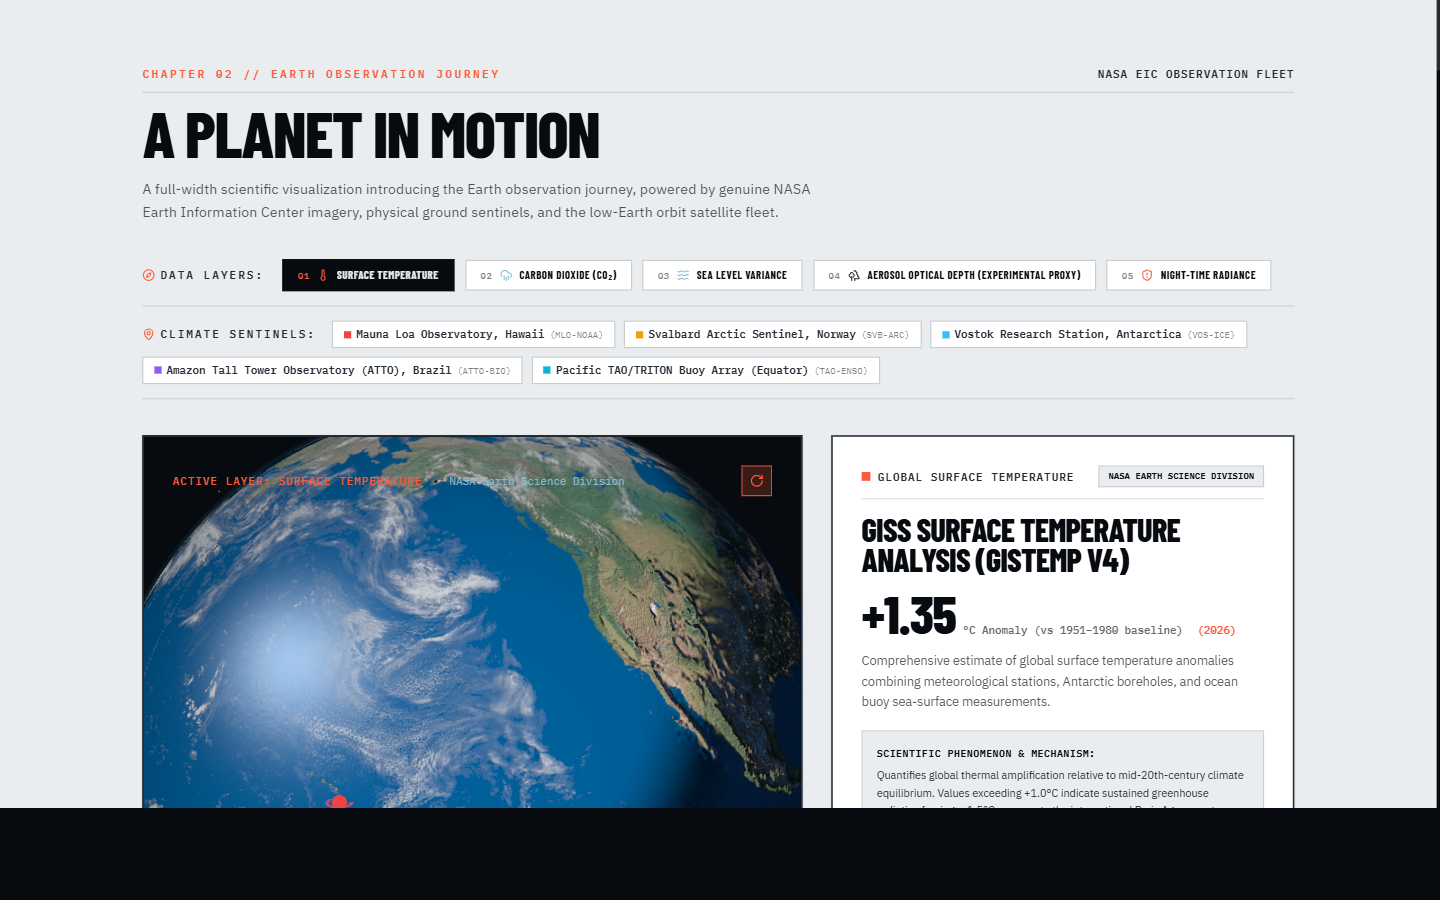 CHAPTER 02 // EARTH OBSERVATION JOURNEY
NASA EIC OBSERVATION FLEET
A PLANET IN MOTION
A full-width scientific visualization introducing the Earth observation journey, powered by genuine NASA
Earth Information Center imagery, physical ground sentinels, and the low-Earth orbit satellite fleet.
DATA LAYERS:
01 SURFACE TEMPERATURE
02 CARBON DIOXIDE (CO₂)
03 SEA LEVEL VARIANCE
04 AEROSOL OPTICAL DEPTH (EXPERIMENTAL PROXY)
05 NIGHT-TIME RADIANCE
CLIMATE SENTINELS:
Mauna Loa Observatory, Hawaii (MLO-NOAA)
Svalbard Arctic Sentinel, Norway (SVB-ARC)
Vostok Research Station, Antarctica (VOS-ICE)
Amazon Tall Tower Observatory (ATTO), Brazil (ATTO-BIO)
Pacific TAO/TRITON Buoy Array (Equator) (TAO-ENSO)
ACTIVE LAYER: SURFACE TEMPERATURE · NASA Earth Science Division
GLOBAL SURFACE TEMPERATURE
NASA EARTH SCIENCE DIVISION
GISS SURFACE TEMPERATURE
ANALYSIS (GISTEMP V4)
+1.35 °C Anomaly (vs 1951–1980 baseline) (2026)
Comprehensive estimate of global surface temperature anomalies
combining meteorological stations, Antarctic boreholes, and ocean
buoy sea-surface measurements.
SCIENTIFIC PHENOMENON & MECHANISM:
Quantifies global thermal amplification relative to mid-20th-century climate
equilibrium. Values exceeding +1.0°C indicate sustained greenhouse